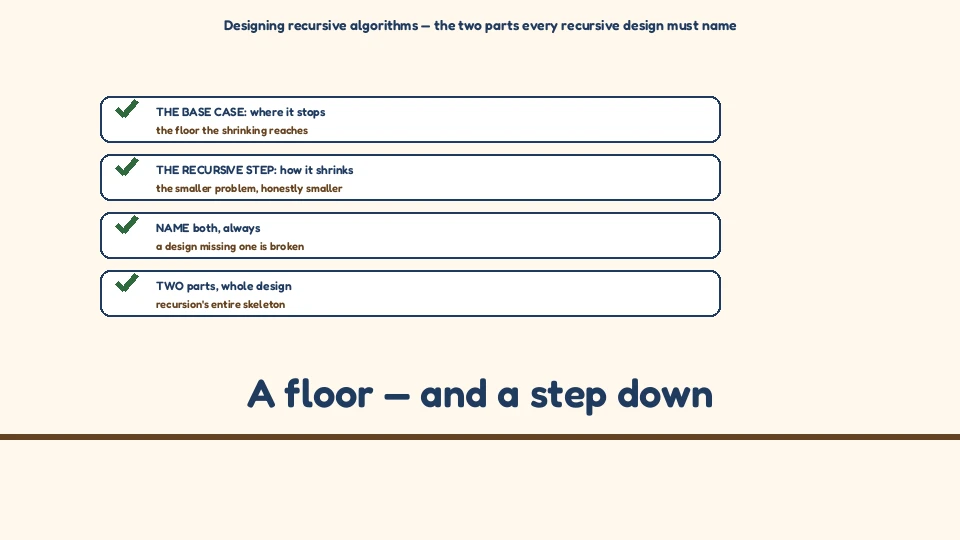 Designing recursive algorithms — the two parts every recursive design must name
THE BASE CASE: where it stops
the floor the shrinking reaches
THE RECURSIVE STEP: how it shrinks
the smaller problem, honestly smaller
NAME both, always
a design missing one is broken
TWO parts, whole design
recursion's entire skeleton
A floor — and a step down